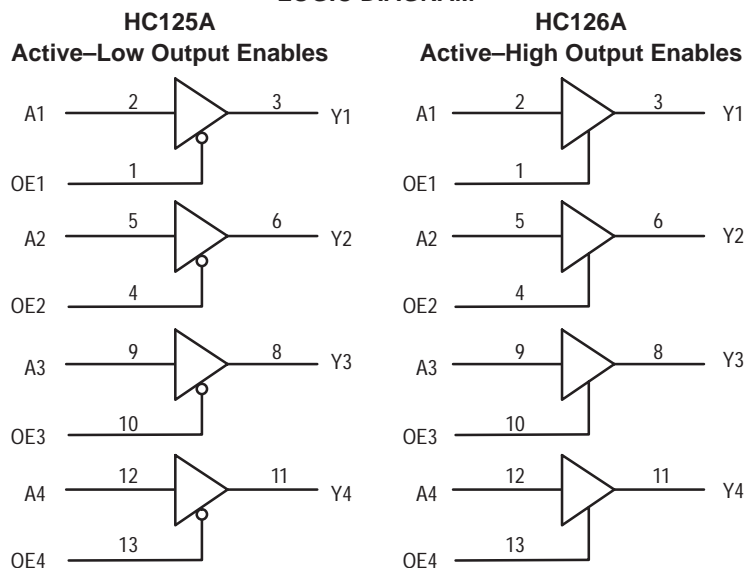 HC125A
Active–Low Output Enables
A1 2 3 Y1
OE1 1
A2 5 6 Y2
OE2 4
A3 9 8 Y3
OE3 10
A4 12 11 Y4
OE4 13
HC126A
Active–High Output Enables
A1 2 3 Y1
OE1 1
A2 5 6 Y2
OE2 4
A3 9 8 Y3
OE3 10
A4 12 11 Y4
OE4 13